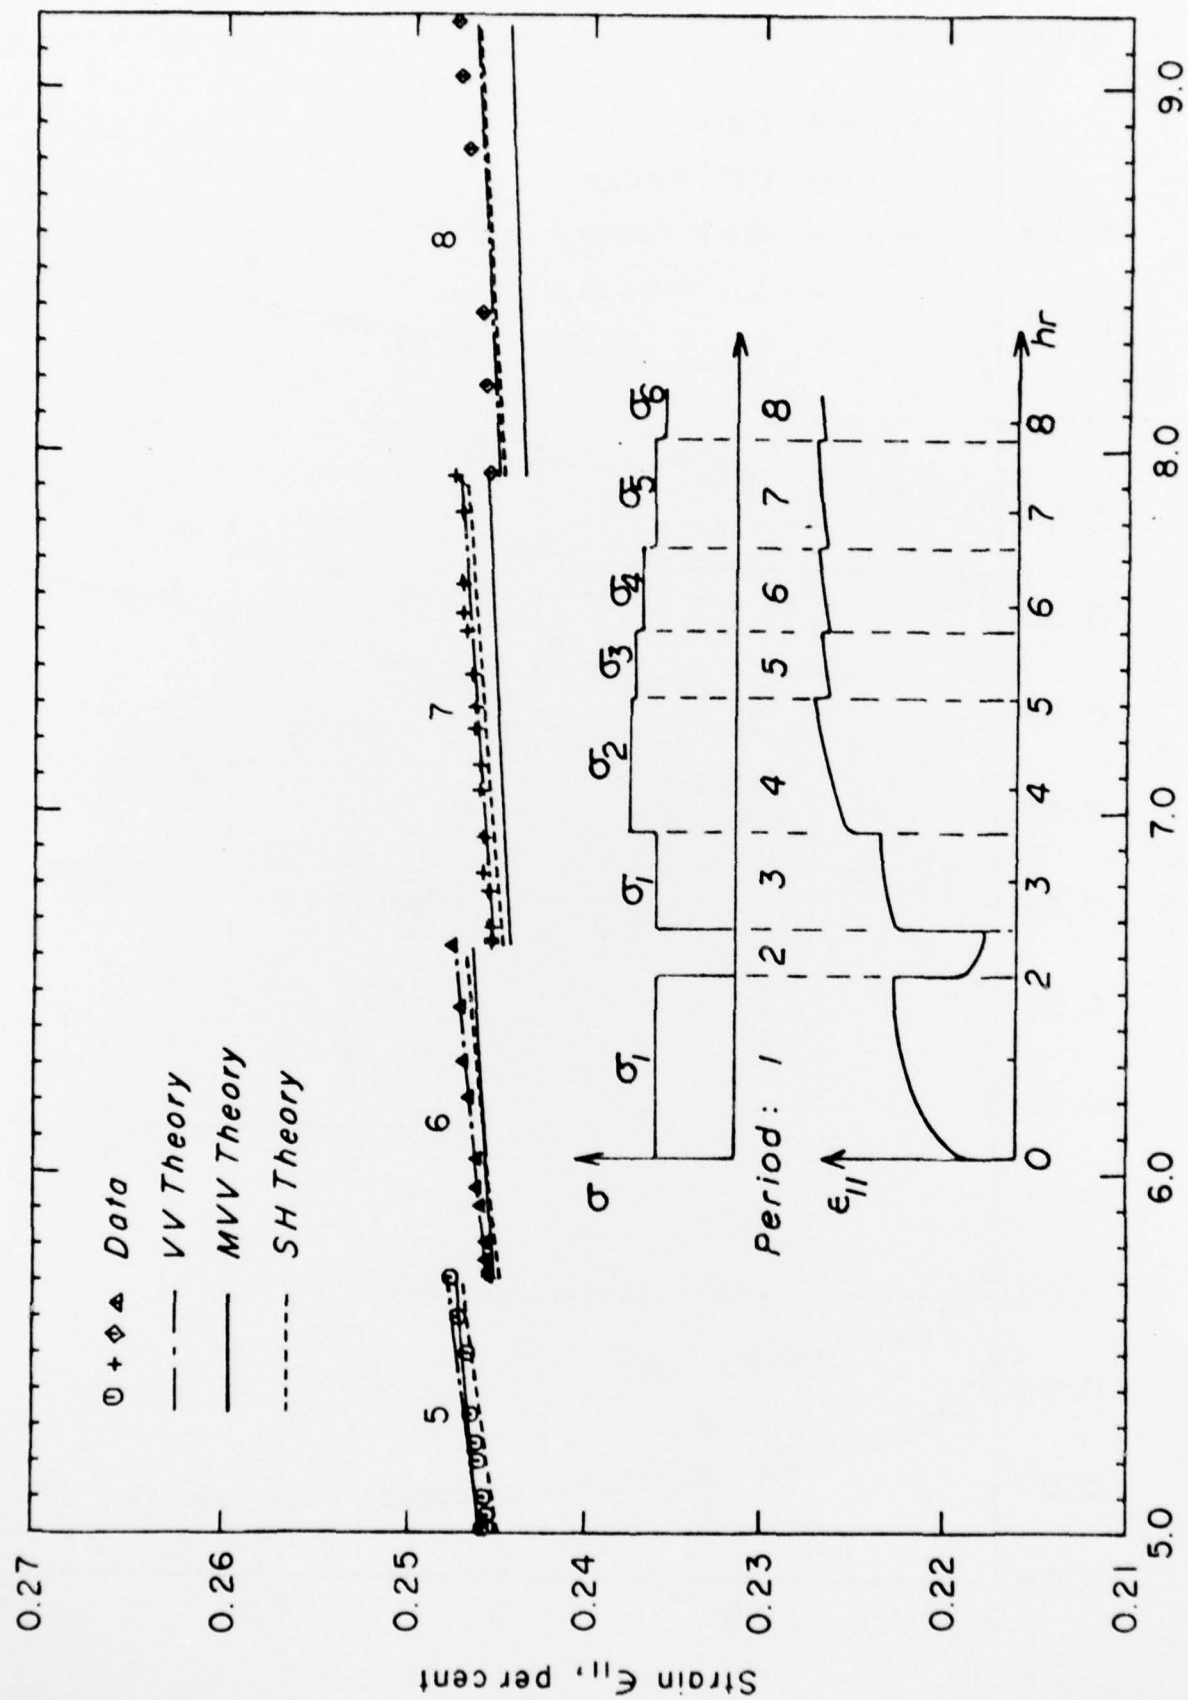 Strain ε₁₁, per cent
0.27
0.26
0.25
0.24
0.23
0.22
0.21
5.0
6.0
7.0
8.0
9.0
Data
VV Theory
MVV Theory
SH Theory
5
6
7
8
σ
σ₁
σ₁
σ₂
σ₃
σ₄
σ₅
σ₆
Period: 1 2 3 4 5 6 7 8
ε₁₁
0 2 3 4 5 6 7 8 hr